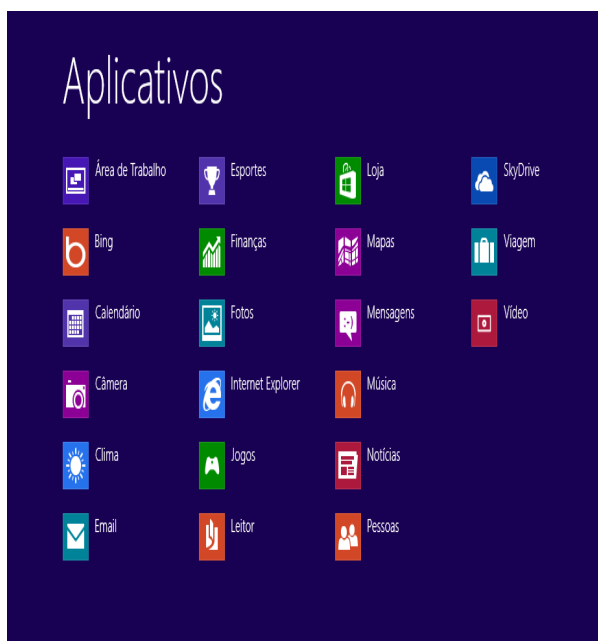 Aplicativos
Área de Trabalho
Bing
Calendário
Câmera
Clima
Email
Esportes
Finanças
Fotos
Internet Explorer
Jogos
Leitor
Loja
Mapas
Mensagens
Música
Notícias
Pessoas
SkyDrive
Viagem
Vídeo